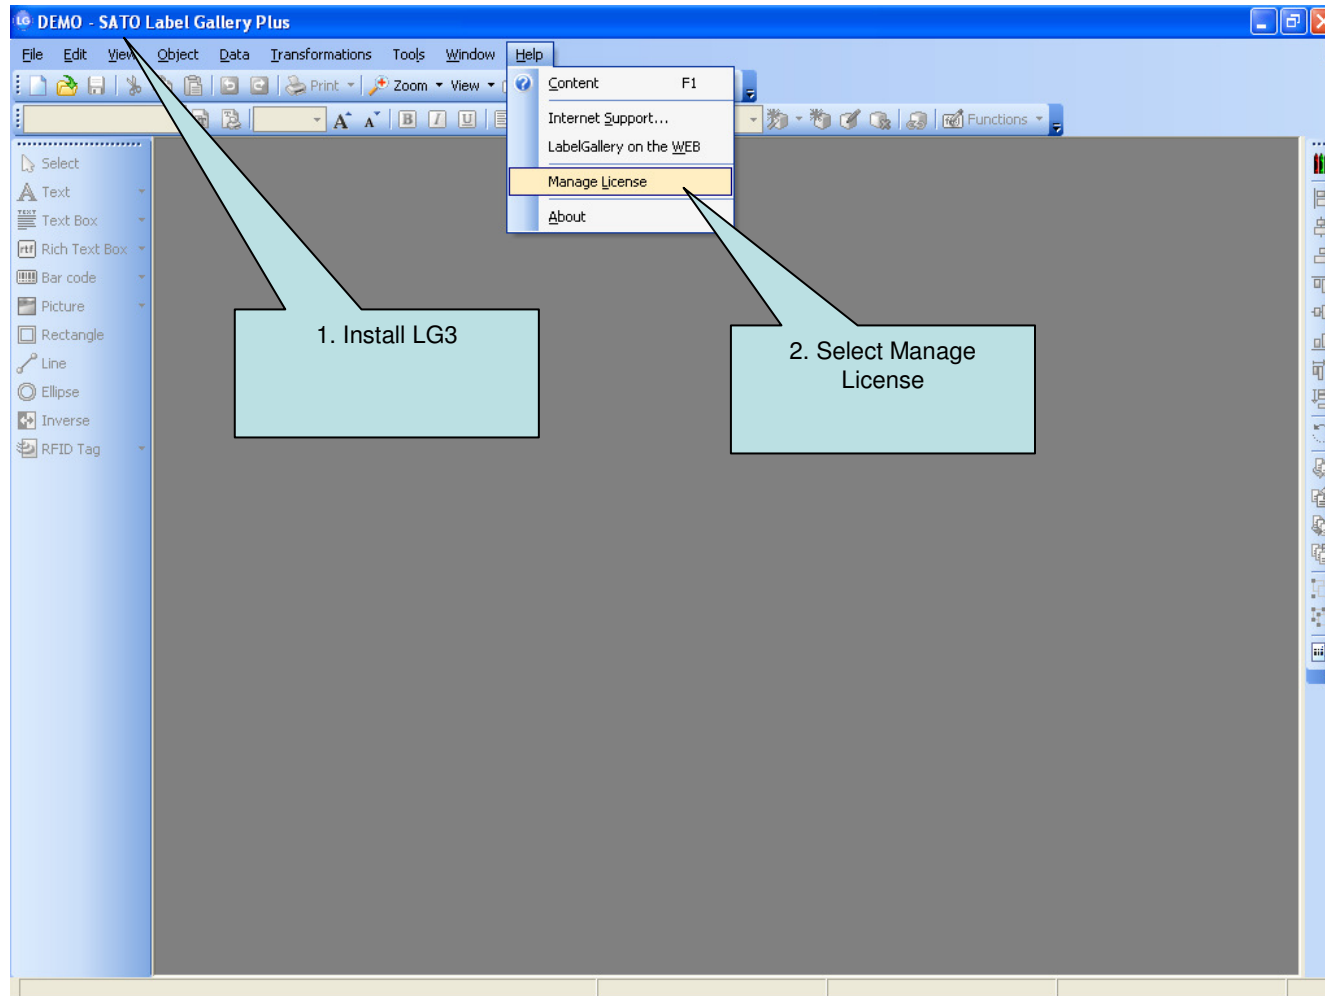 DEMO - SATO Label Gallery Plus
File Edit View Object Data Transformations Tools Window Help
Print Zoom View
Functions
Content F1
Internet Support...
LabelGallery on the WEB
Manage License
About
Select
Text
Text Box
Rich Text Box
Bar code
Picture
Rectangle
Line
Ellipse
Inverse
RFID Tag
1. Install LG3
2. Select Manage
License